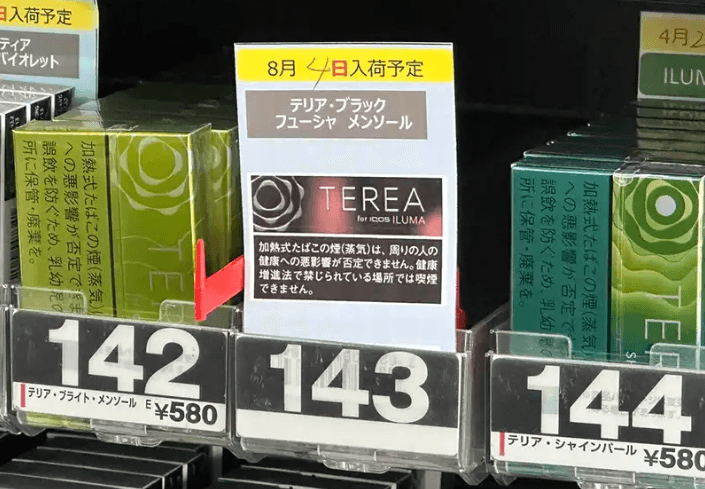 日入荷予定
ティア
バイオレット
加熱式たばこの煙(蒸気)
への悪影響が否定でき
誤飲を防ぐため、乳幼児の
所に保管・廃棄を。
142
テリア・ブライト・メンソール E
¥580
8月 4日入荷予定
テリア・ブラック
フューシャ メンソール
TEREA
for IQOS ILUMA
加熱式たばこの煙(蒸気)は、周りの人の
健康への悪影響が否定できません。健康
増進法で禁じられている場所では喫煙
できません。
143
4月2
ILUM
加熱式たばこの煙(蒸気
への悪影響が否定で
誤飲を防ぐため、乳幼
所に保管・廃棄を。
TE
144
テリア・シャインパール
¥580